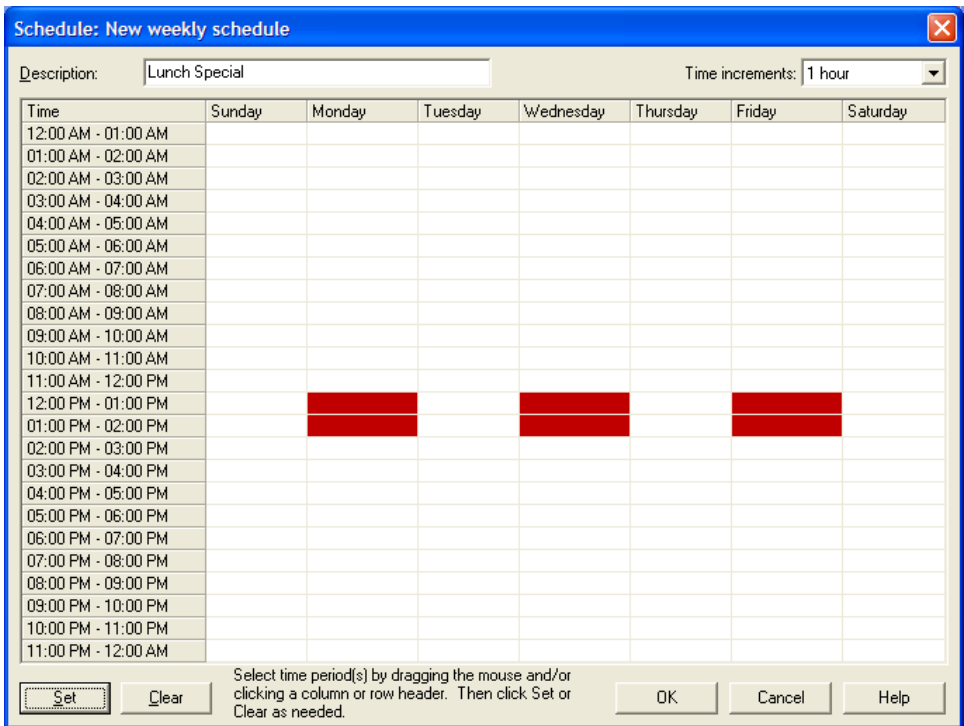 Schedule: New weekly schedule
Description: Lunch Special Time increments: 1 hour
Time Sunday Monday Tuesday Wednesday Thursday Friday Saturday
12:00 AM - 01:00 AM
01:00 AM - 02:00 AM
02:00 AM - 03:00 AM
03:00 AM - 04:00 AM
04:00 AM - 05:00 AM
05:00 AM - 06:00 AM
06:00 AM - 07:00 AM
07:00 AM - 08:00 AM
08:00 AM - 09:00 AM
09:00 AM - 10:00 AM
10:00 AM - 11:00 AM
11:00 AM - 12:00 PM
12:00 PM - 01:00 PM
01:00 PM - 02:00 PM
02:00 PM - 03:00 PM
03:00 PM - 04:00 PM
04:00 PM - 05:00 PM
05:00 PM - 06:00 PM
06:00 PM - 07:00 PM
07:00 PM - 08:00 PM
08:00 PM - 09:00 PM
09:00 PM - 10:00 PM
10:00 PM - 11:00 PM
11:00 PM - 12:00 AM
Set Clear
Select time period(s) by dragging the mouse and/or
clicking a column or row header. Then click Set or
Clear as needed.
OK Cancel Help